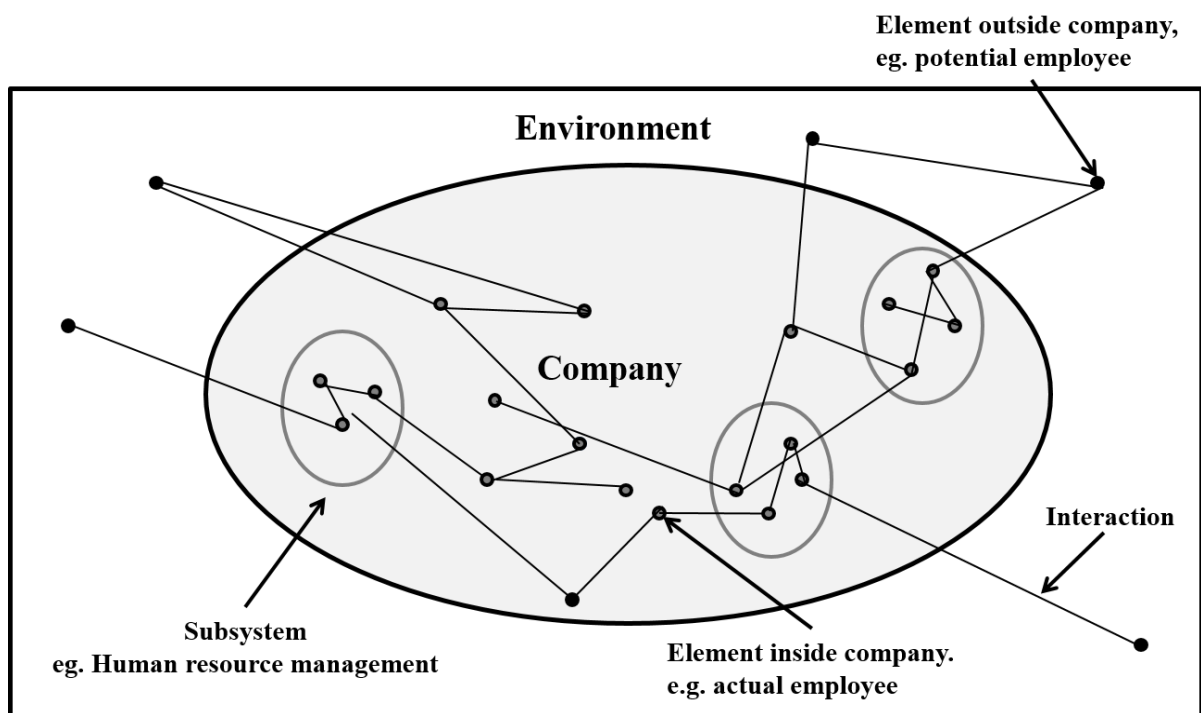 Element outside company,
eg. potential employee
Environment
Company
Interaction
Subsystem
eg. Human resource management
Element inside company.
e.g. actual employee